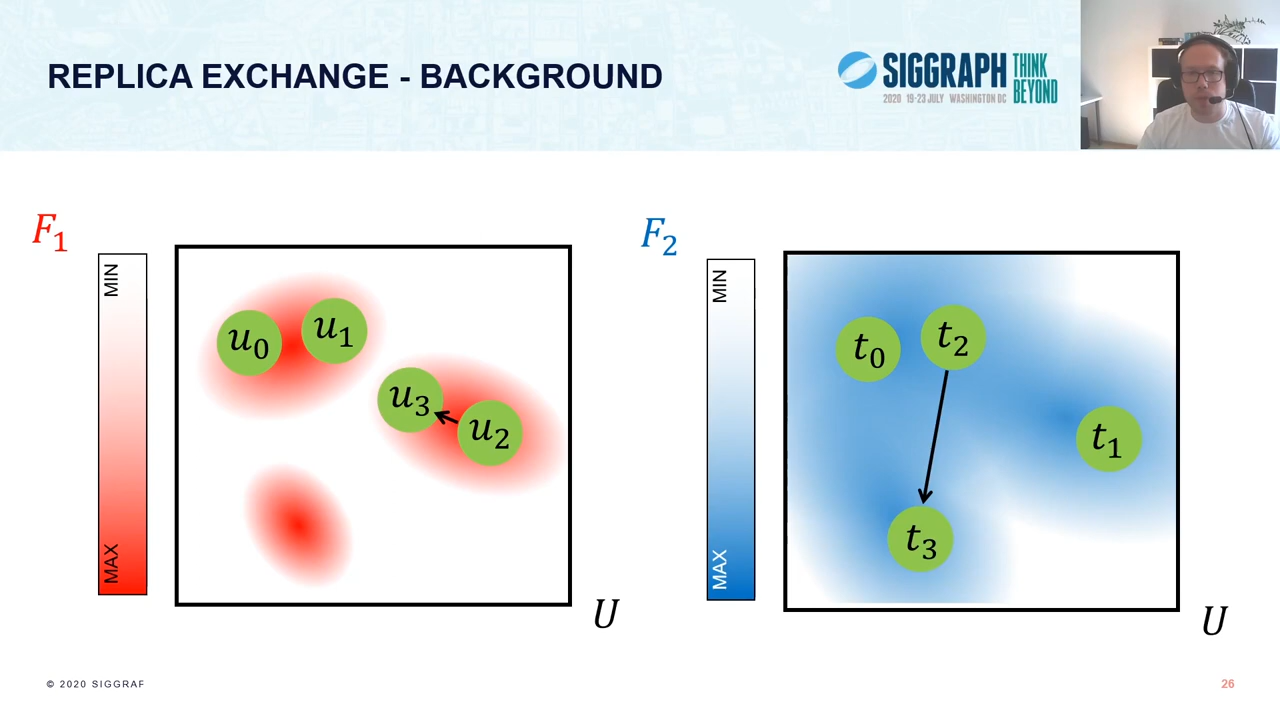 REPLICA EXCHANGE - BACKGROUND
SIGGRAPH THINK BEYOND
2020 19-23 JULY WASHINGTON DC
F₁
F₂
MIN
MAX
u₀
u₁
u₃
u₂
U
MIN
MAX
t₀
t₂
t₁
t₃
U
© 2020 SIGGRAF
26